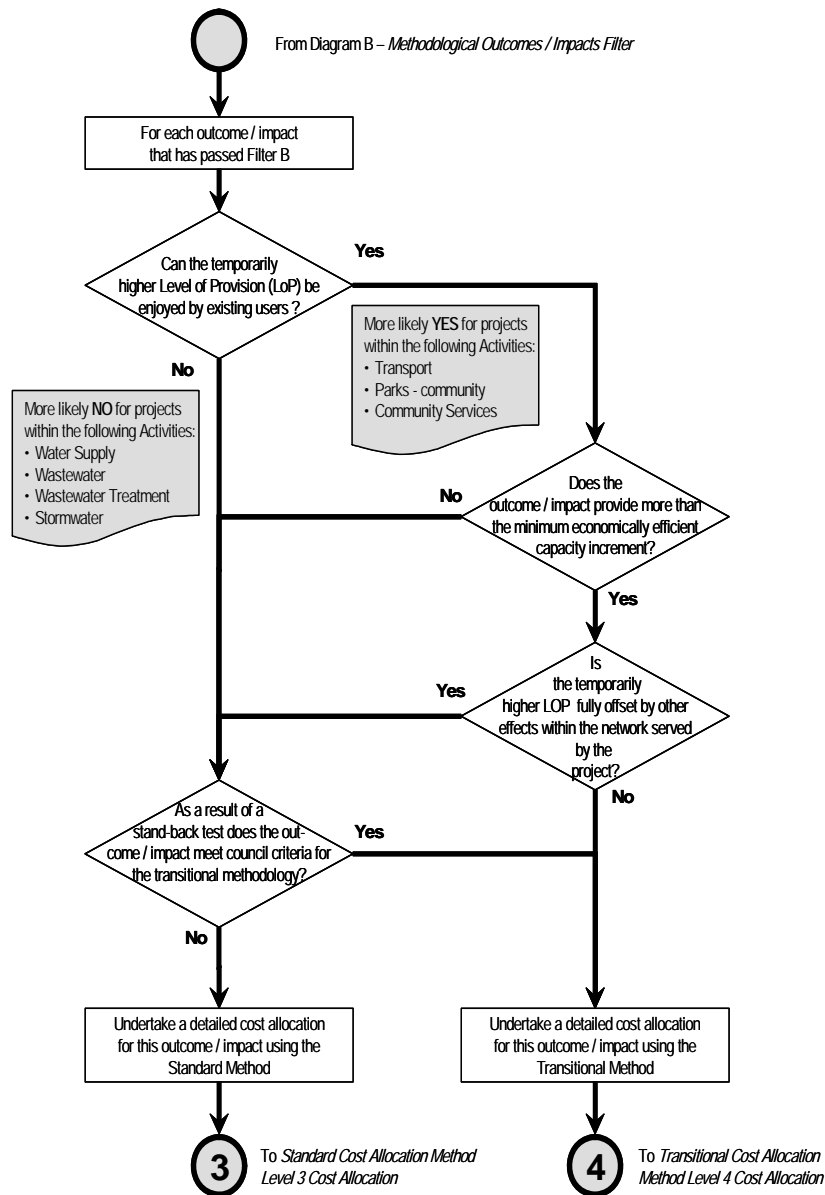 From Diagram B – Methodological Outcomes / Impacts Filter
For each outcome / impact
that has passed Filter B
Can the temporarily
higher Level of Provision (LoP) be
enjoyed by existing users ?
Yes
No
More likely YES for projects
within the following Activities:
• Transport
• Parks - community
• Community Services
More likely NO for projects
within the following Activities:
• Water Supply
• Wastewater
• Wastewater Treatment
• Stormwater
Does the
outcome / impact provide more than
the minimum economically efficient
capacity increment?
No
Yes
Is
the temporarily
higher LOP fully offset by other
effects within the network served
by the
project?
Yes
No
As a result of a
stand-back test does the out-
come / impact meet council criteria for
the transitional methodology?
Yes
No
Undertake a detailed cost allocation
for this outcome / impact using the
Standard Method
Undertake a detailed cost allocation
for this outcome / impact using the
Transitional Method
3
To Standard Cost Allocation Method
Level 3 Cost Allocation
4
To Transitional Cost Allocation
Method Level 4 Cost Allocation